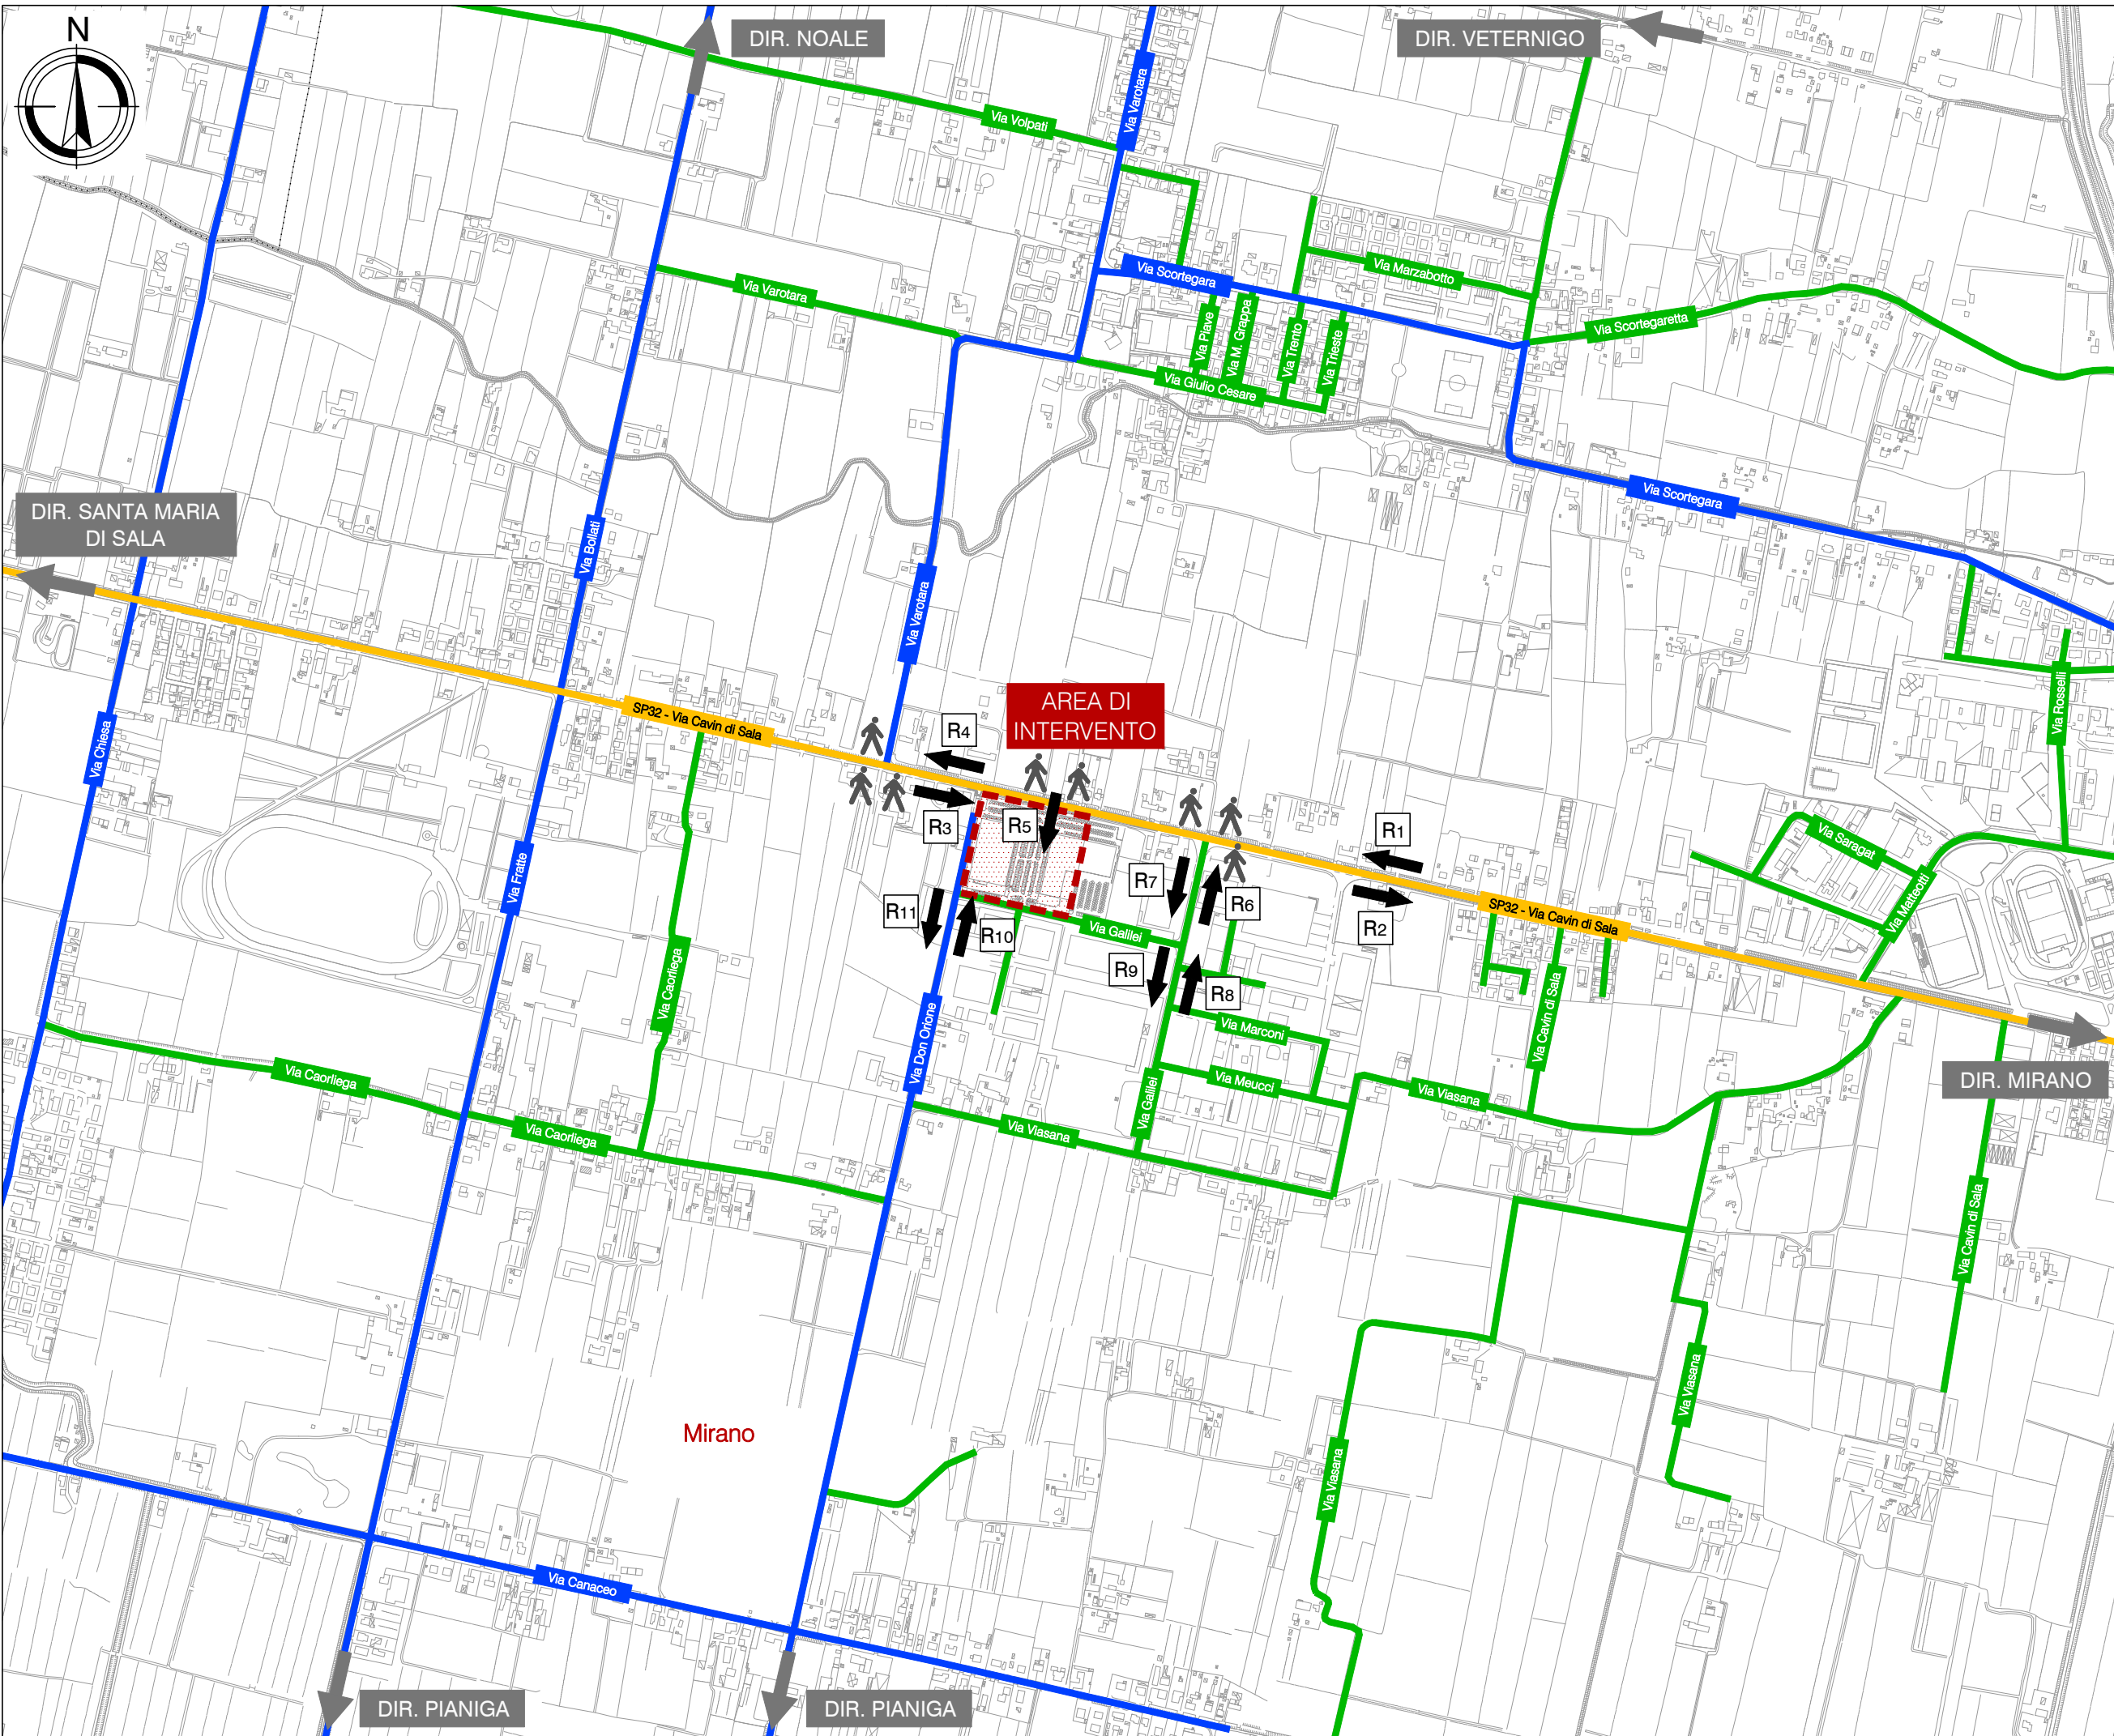 N
DIR. NOALE
DIR. VETERNIGO
Via Varotara
Via Volpati
Via Scortegara
Via Marzabotto
Via Varotara
Via Scortegaretta
Via Piave
Via M. Grappa
Via Trento
Via Trieste
Via Giulio Cesare
DIR. SANTA MARIA
DI SALA
Via Scortegara
Via Bollati
Via Varotara
Via Rosselli
AREA DI
INTERVENTO
SP32 - Via Cavin di Sala
R4
Via Chiesa
R3
R5
R1
Via Saragat
Via Fratte
R7
R6
R11
R10
Via Galilei
R2
SP32 - Via Cavin di Sala
Via Matteotti
R9
R8
Via Caorliega
Via Cavin di Sala
Via Marconi
Via Don Orione
DIR. MIRANO
Via Caorliega
Via Meucci
Via Viasana
Via Galilei
Via Caorliega
Via Viasana
Via Cavin di Sala
Via Viasana
Mirano
Via Viasana
Via Canaceo
DIR. PIANIGA
DIR. PIANIGA